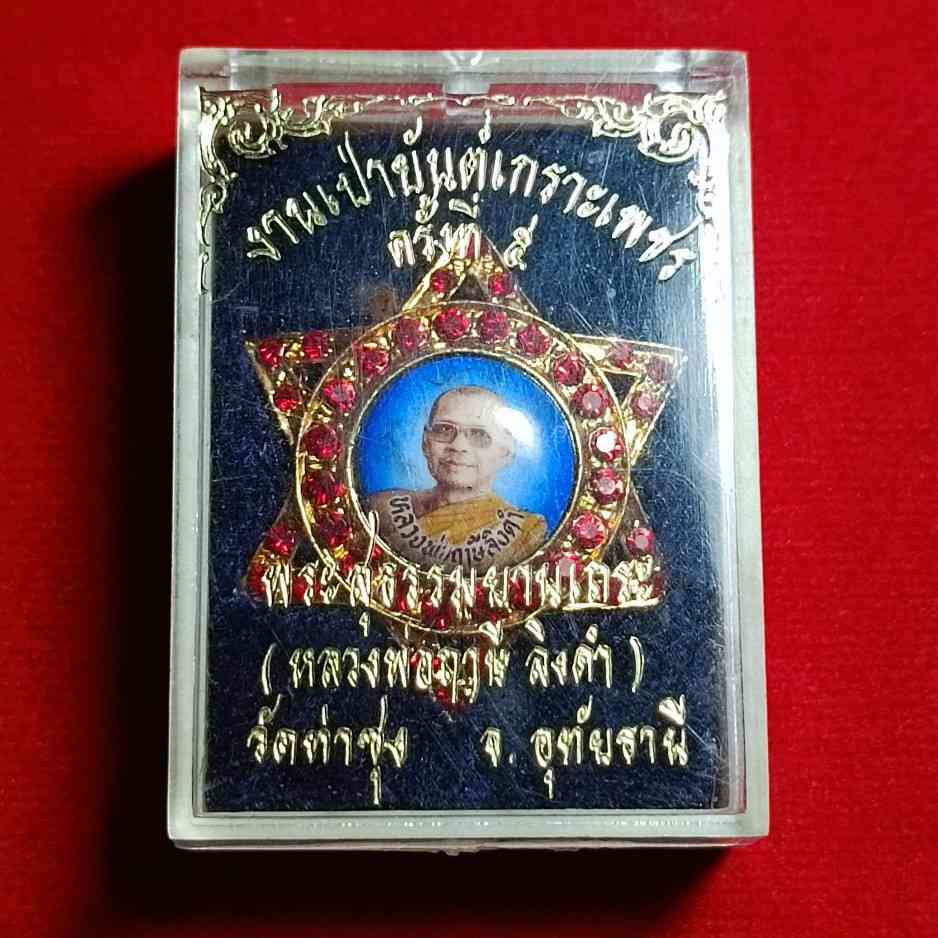 งานเป่ายันต์เกราะเพชร
ครั้งที่ ๕
หลวงพ่อฤาษีลิงดำ
พระสุธรรมยานเถระ
( หลวงพ่อฤาษี ลิงดำ )
วัดท่าซุง จ. อุทัยธานี